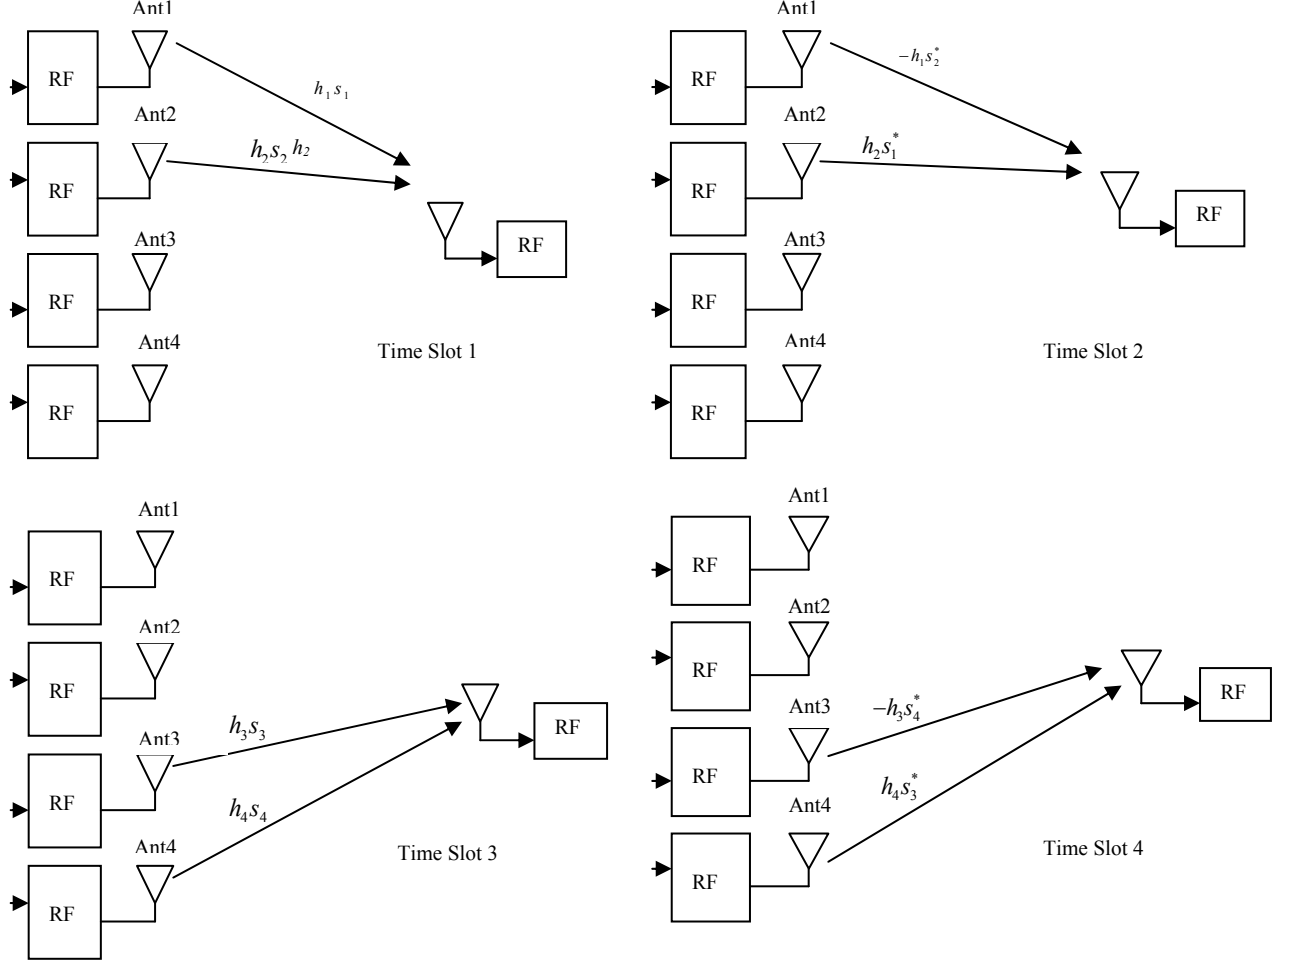 Ant1
RF
h₁s₁
Ant2
h₂s₂ h₂
RF
Ant3
RF
RF
Ant4
Time Slot 1
RF
Ant1
RF
−h₁s₂*
Ant2
h₂s₁*
RF
RF
Ant3
RF
Ant4
Time Slot 2
RF
Ant1
RF
Ant2
RF
Ant3
h₃s₃
RF
RF
h₄s₄
Ant4
Time Slot 3
RF
Ant1
RF
Ant2
RF
RF
Ant3
−h₃s₄*
RF
h₄s₃*
Ant4
Time Slot 4
RF